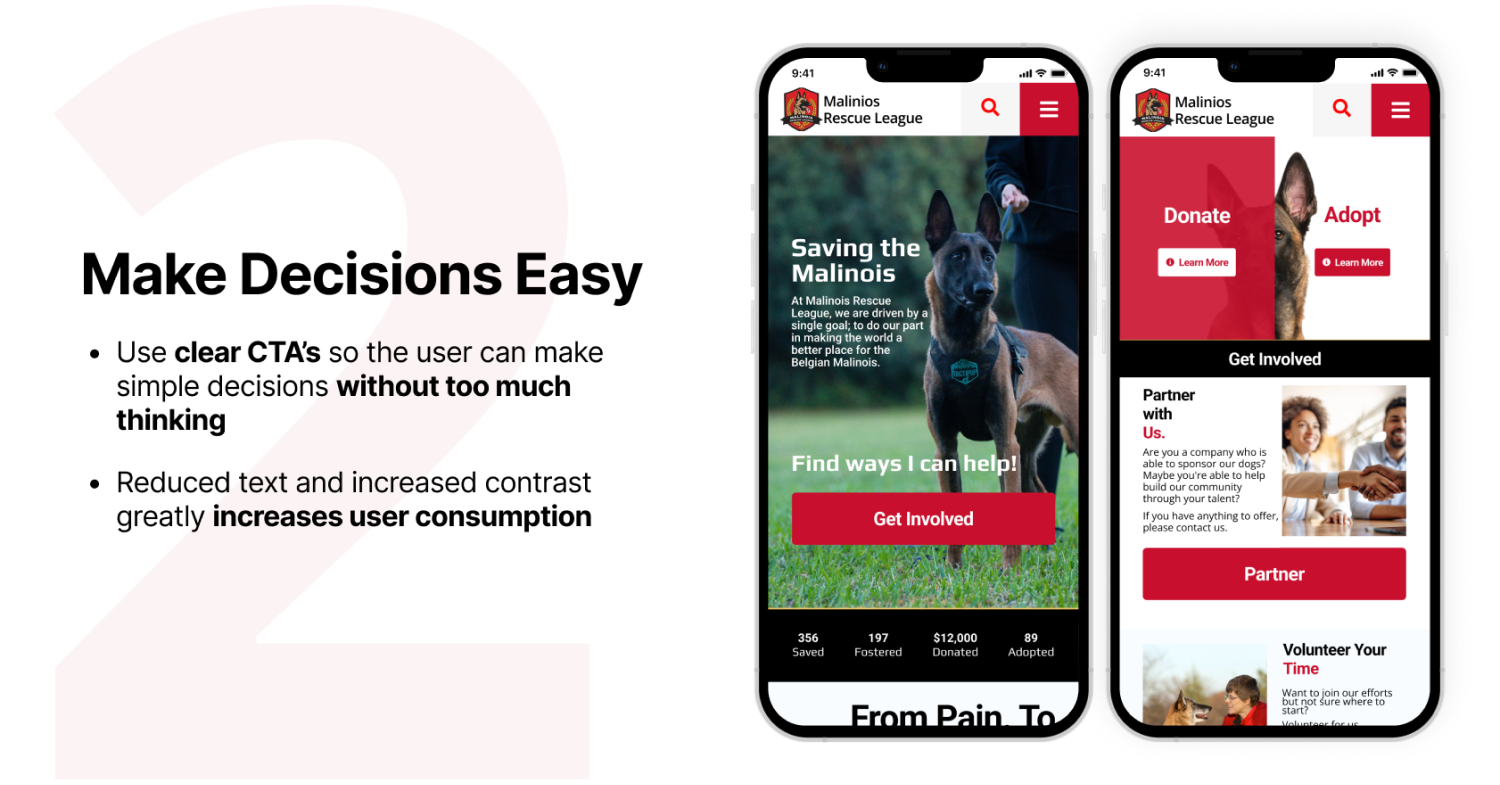 2
Make Decisions Easy
• Use clear CTA’s so the user can make
simple decisions without too much
thinking
• Reduced text and increased contrast
greatly increases user consumption
9:41
MALINOIS
Malinios
Rescue League
Saving the
Malinois
At Malinois Rescue
League, we are driven by a
single goal; to do our part
in making the world a
better place for the
Belgian Malinois.
Find ways I can help!
Get Involved
356 197 $12,000 89
Saved Fostered Donated Adopted
From Pain, To
9:41
MALINOIS
Malinios
Rescue League
Donate Adopt
Learn More Learn More
Get Involved
Partner
with
Us.
Are you a company who is
able to sponsor our dogs?
Maybe you're able to help
build our community
through your talent?
If you have anything to offer,
please contact us.
Partner
Volunteer Your
Time
Want to join our efforts
but not sure where to
start?
Volunteer for us